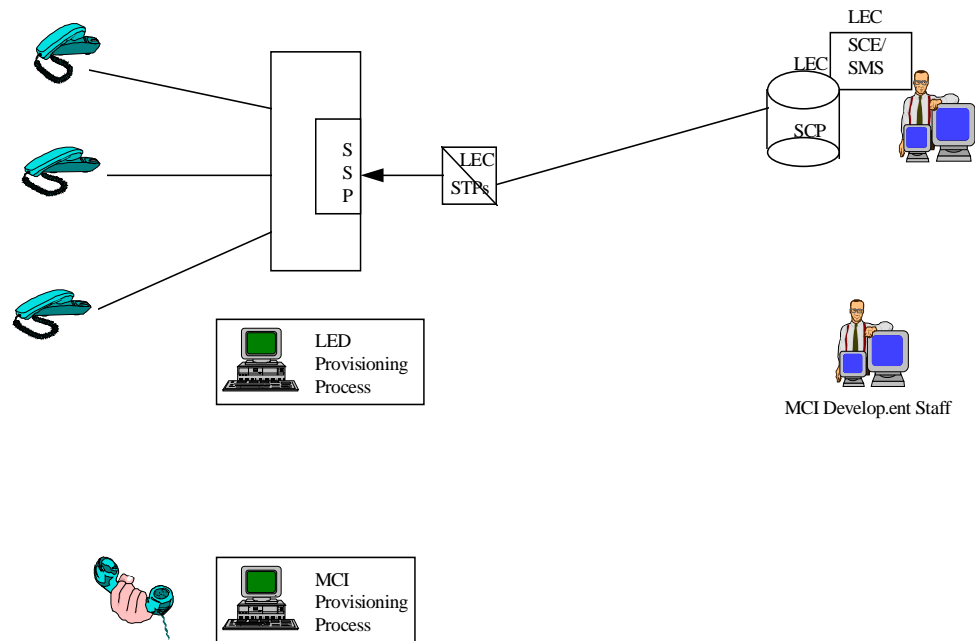 LEC
SCE/
SMS
LEC
SCP
S
S
P
LEC
STPs
LED
Provisioning
Process
MCI Develop.ent Staff
MCI
Provisioning
Process